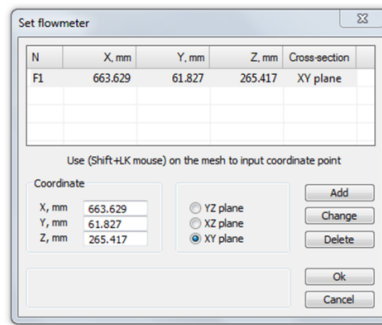 Set flowmeter
N X, mm Y, mm Z, mm Cross-section
F1 663.629 61.827 265.417 XY plane
Use (Shift+LK mouse) on the mesh to input coordinate point
Coordinate
X, mm 663.629
Y, mm 61.827
Z, mm 265.417
YZ plane
XZ plane
XY plane
Add
Change
Delete
Ok
Cancel